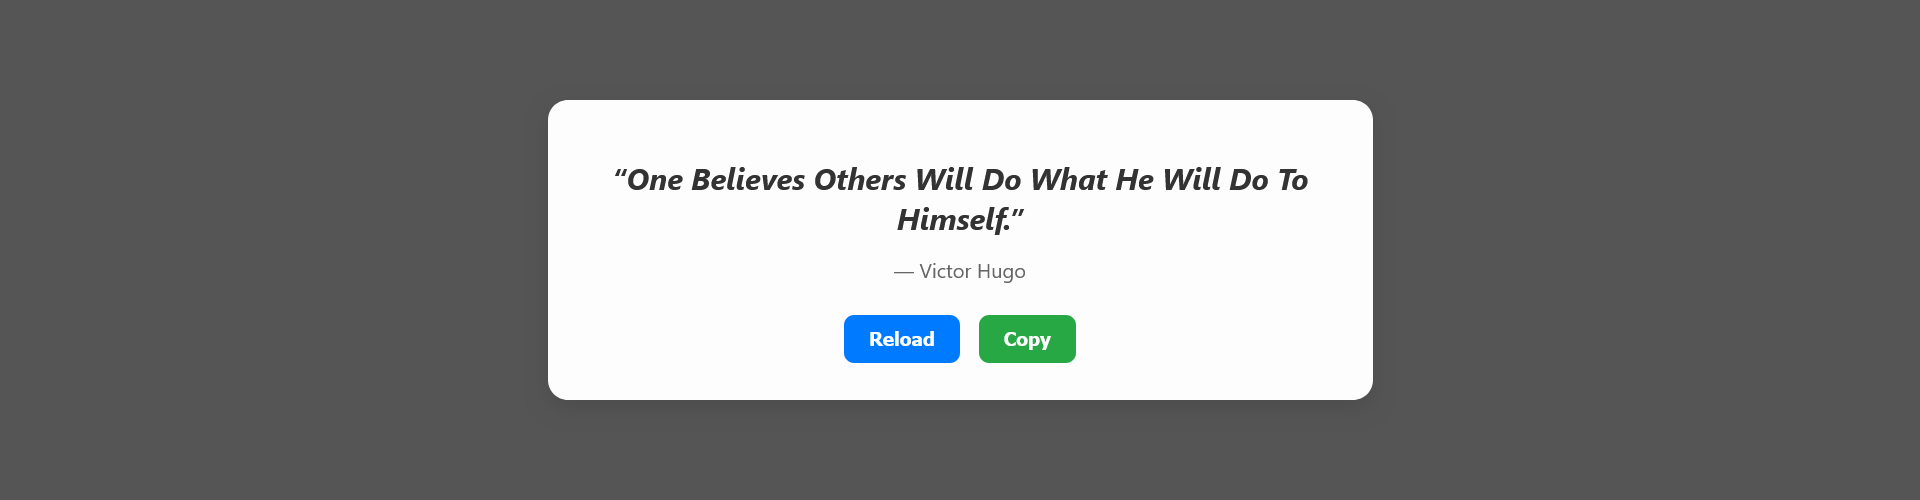 “One Believes Others Will Do What He Will Do To
Himself.”
— Victor Hugo
Reload Copy